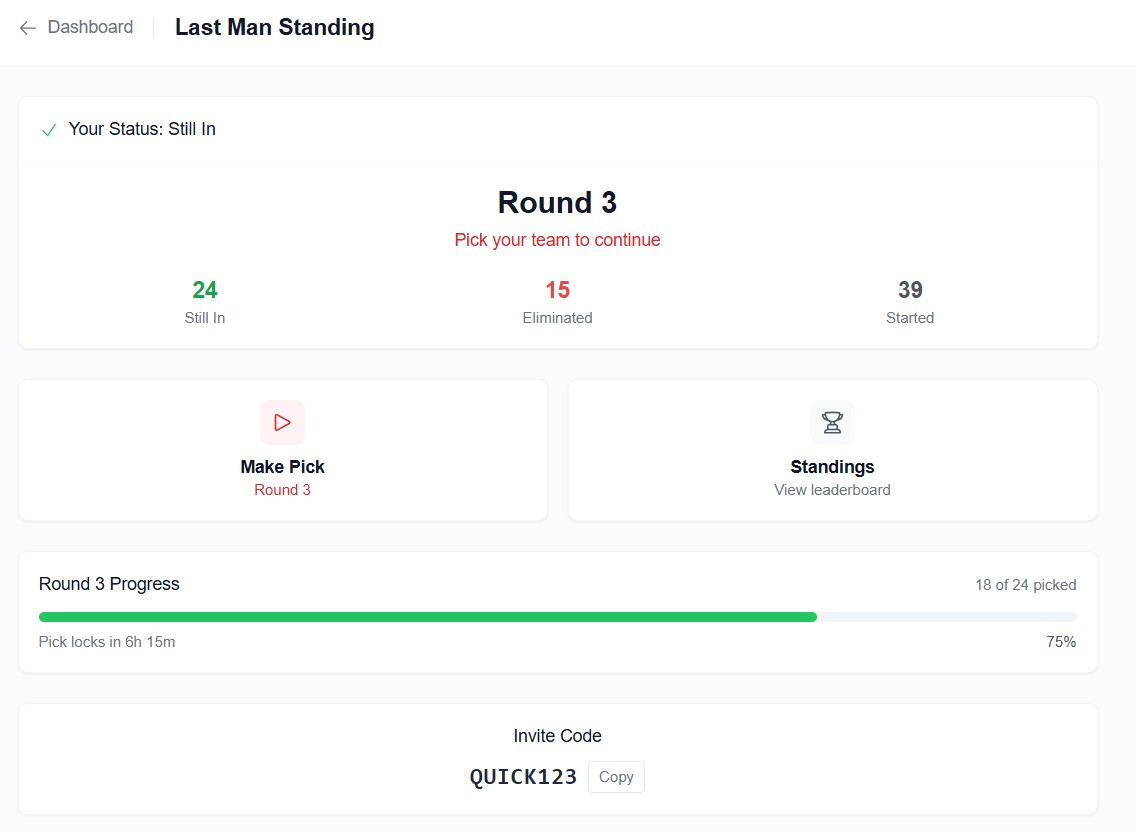 Dashboard
Last Man Standing
Your Status: Still In
Round 3
Pick your team to continue
24
Still In
15
Eliminated
39
Started
Make Pick
Round 3
Standings
View leaderboard
Round 3 Progress
18 of 24 picked
Pick locks in 6h 15m
75%
Invite Code
QUICK123
Copy